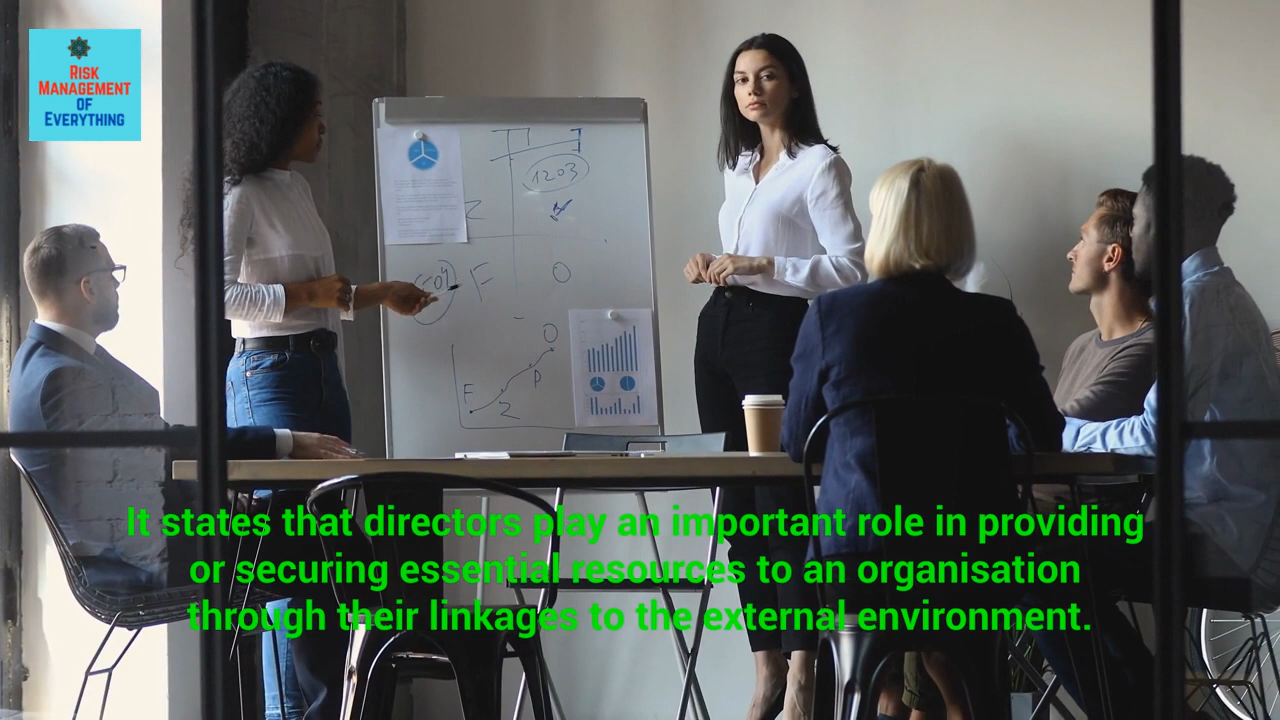 RISK
MANAGEMENT
OF
EVERYTHING
1203
Z
F
O
O
P
F
Z
It states that directors play an important role in providing
or securing essential resources to an organisation
through their linkages to the external environment.